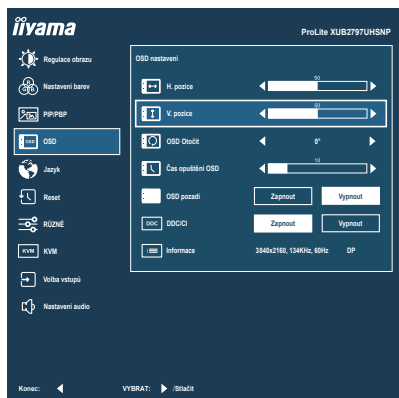 iiyama
ProLite XUB2797UHSNP
Regulace obrazu
Nastavení barev
PIP/PBP
OSD OSD
Jazyk
Reset
RŮZNÉ
KVM KVM
Volba vstupů
Nastavení audio
OSD nastavení
H. pozice 50
V. pozice 50
OSD Otočit 0°
Čas opuštění OSD 10
OSD pozadí Zapnout Vypnout
DDC DDC/CI Zapnout Vypnout
Informace 3840x2160, 134KHz, 60Hz DP
Konec: VYBRAT: /Stlačit